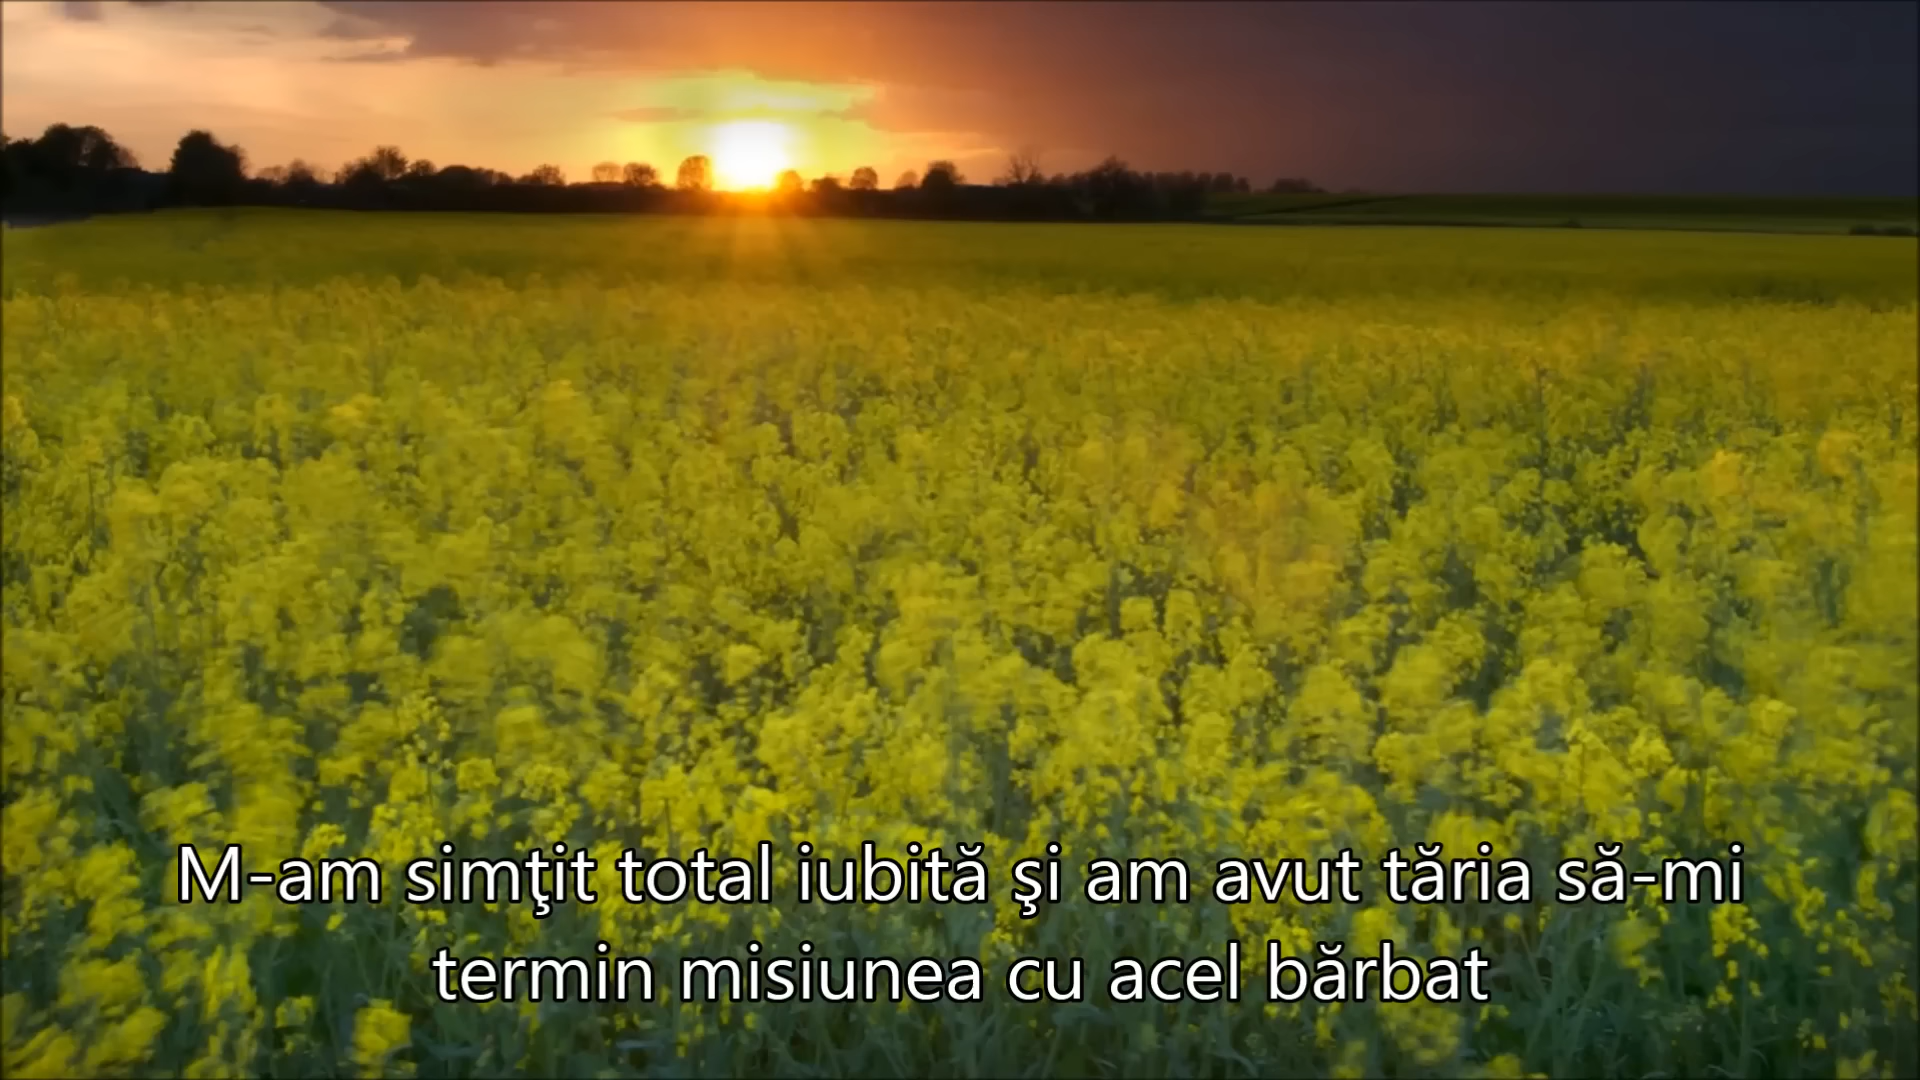 M-am simţit total iubită şi am avut tăria să-mi
termin misiunea cu acel bărbat